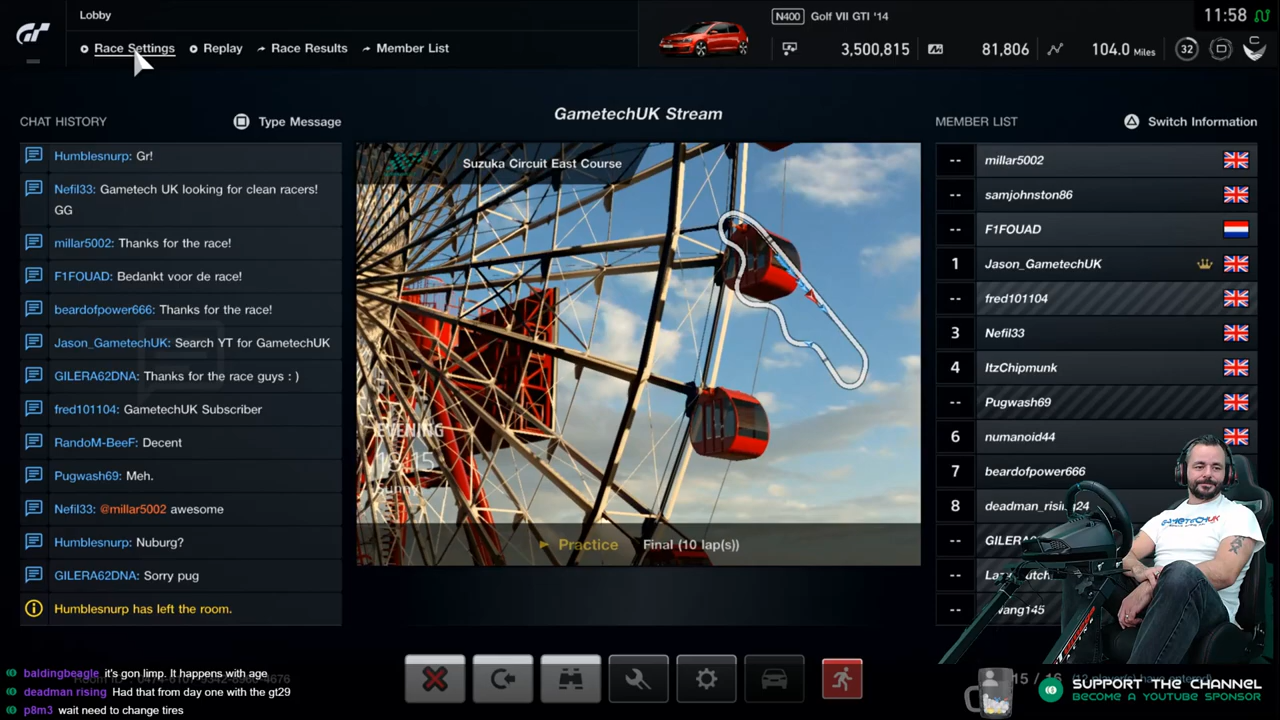 Lobby
Race Settings
Replay
Race Results
Member List
N400 Golf VII GTI '14
3,500,815
81,806
104.0 Miles
32
C
11:58
CHAT HISTORY
Type Message
Humblesnurp: Gr!
Nefil33: Gametech UK looking for clean racers!
GG
millar5002: Thanks for the race!
F1FOUAD: Bedankt voor de race!
beardofpower666: Thanks for the race!
Jason_GametechUK: Search YT for GametechUK
GILERA62DNA: Thanks for the race guys : )
fred101104: GametechUK Subscriber
RandoM-BeeF: Decent
Pugwash69: Meh.
Nefil33: @millar5002 awesome
Humblesnurp: Nuburg?
GILERA62DNA: Sorry pug
Humblesnurp has left the room.
GametechUK Stream
Suzuka Circuit East Course
EVENING
Sunny
Practice
Final (10 lap(s))
MEMBER LIST
Switch Information
-- millar5002
-- samjohnston86
-- F1FOUAD
1 Jason_GametechUK
-- fred101104
3 Nefil33
4 ItzChipmunk
-- Pugwash69
6 numanoid44
7 beardofpower666
8 deadman_rising24
-- GILERA
--
--
GAMETECHUK
baldingbeagle it's gon limp. It happens with age
deadman rising Had that from day one with the gt29
p8m3 wait need to change tires
15 / 16
SUPPORT THE CHANNEL
BECOME A YOUTUBE SPONSOR